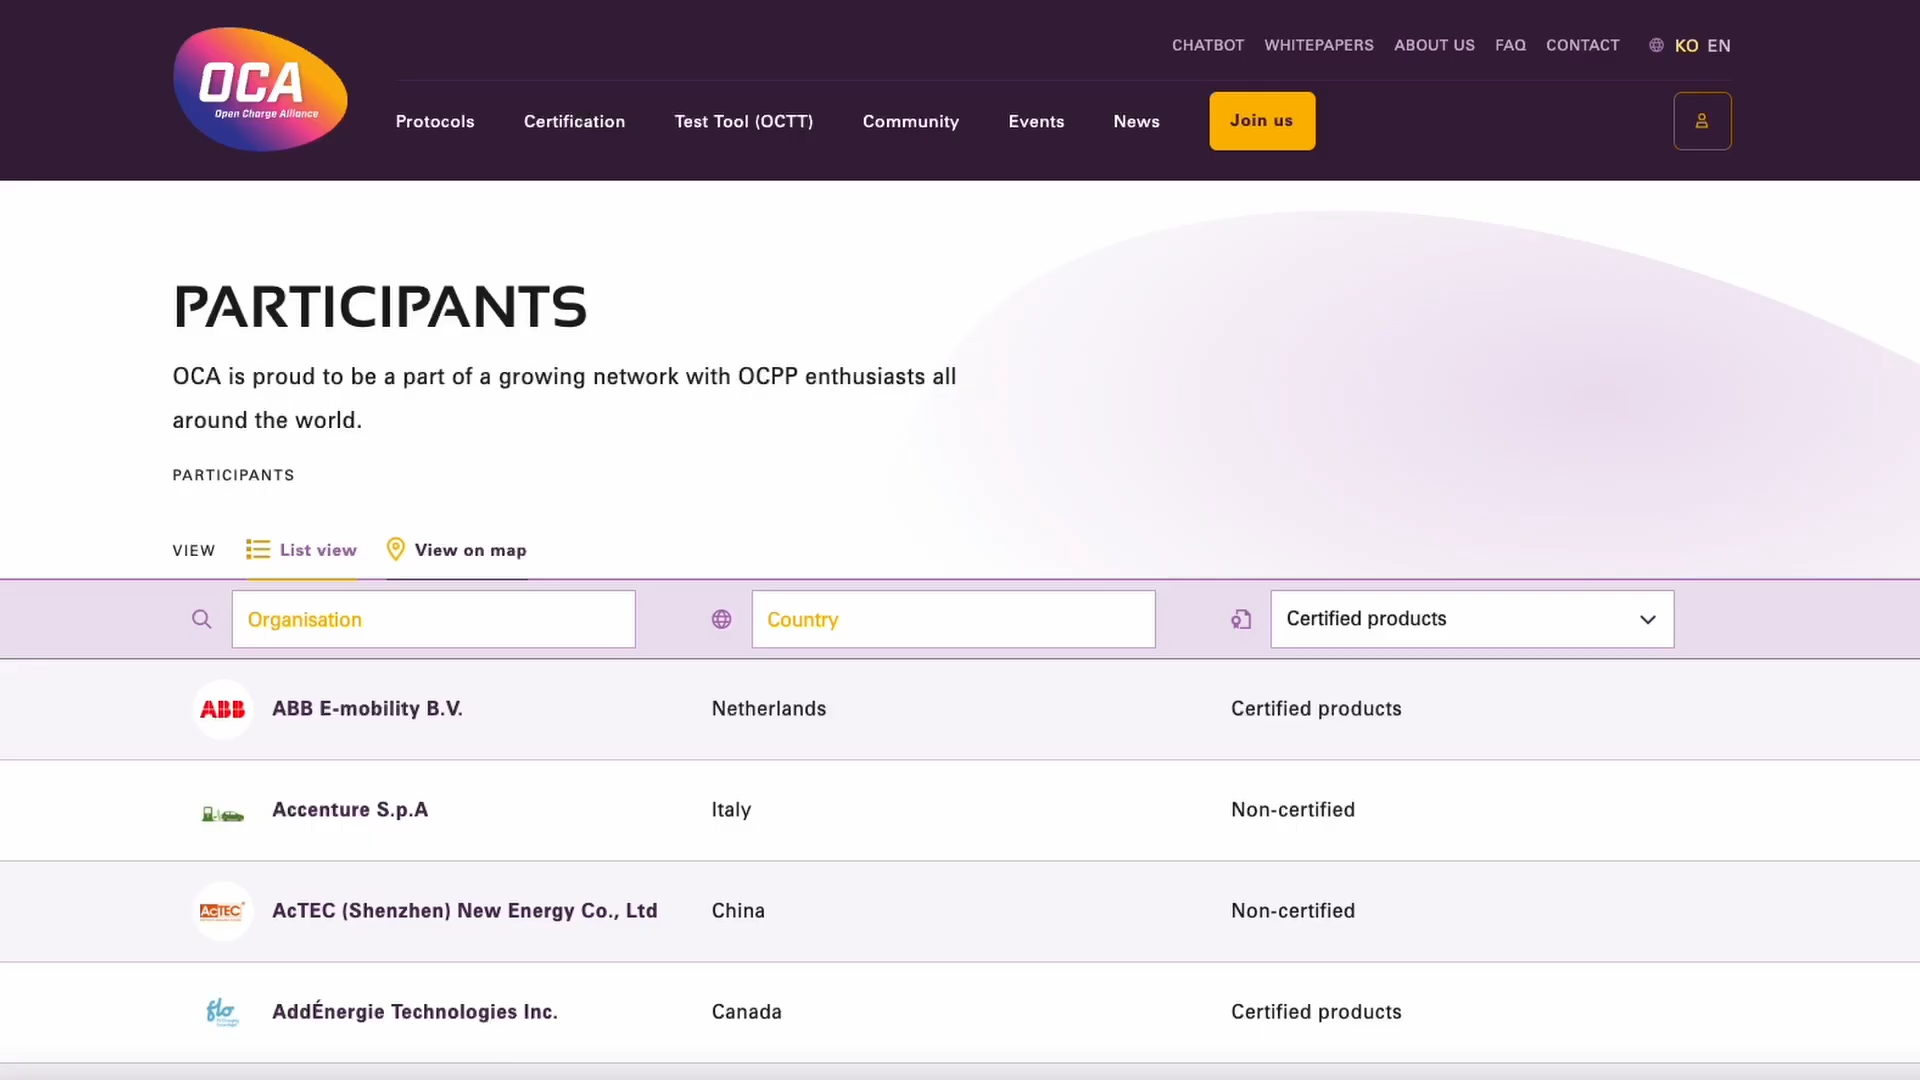 OCA
Open Charge Alliance
CHATBOT WHITEPAPERS ABOUT US FAQ CONTACT KO EN
Protocols Certification Test Tool (OCTT) Community Events News Join us
PARTICIPANTS
OCA is proud to be a part of a growing network with OCPP enthusiasts all
around the world.
PARTICIPANTS
VIEW List view View on map
Organisation Country Certified products
ABB ABB E-mobility B.V. Netherlands Certified products
Accenture S.p.A Italy Non-certified
AcTEC AcTEC (Shenzhen) New Energy Co., Ltd China Non-certified
flo AddÉnergie Technologies Inc. Canada Certified products